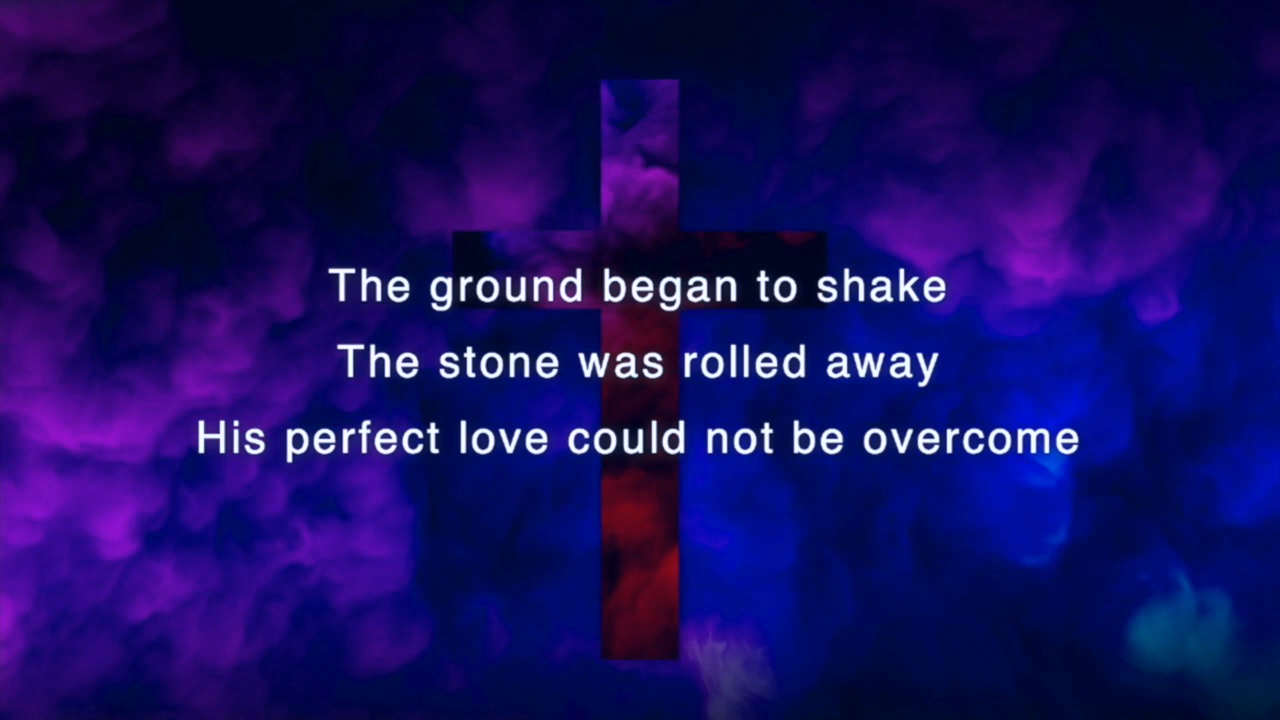 The ground began to shake
The stone was rolled away
His perfect love could not be overcome